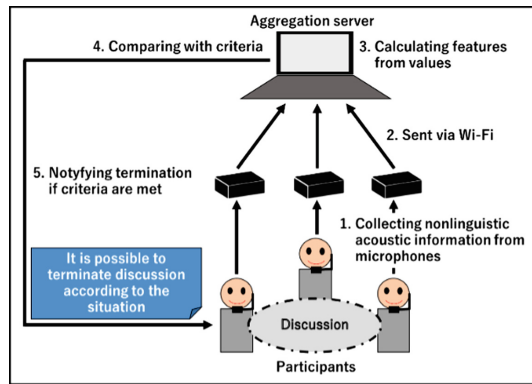 Aggregation server
4. Comparing with criteria
3. Calculating features
from values
2. Sent via Wi-Fi
5. Notyfying termination
if criteria are met
1. Collecting nonlinguistic
acoustic information from
microphones
It is possible to
terminate discussion
according to the
situation
Discussion
Participants